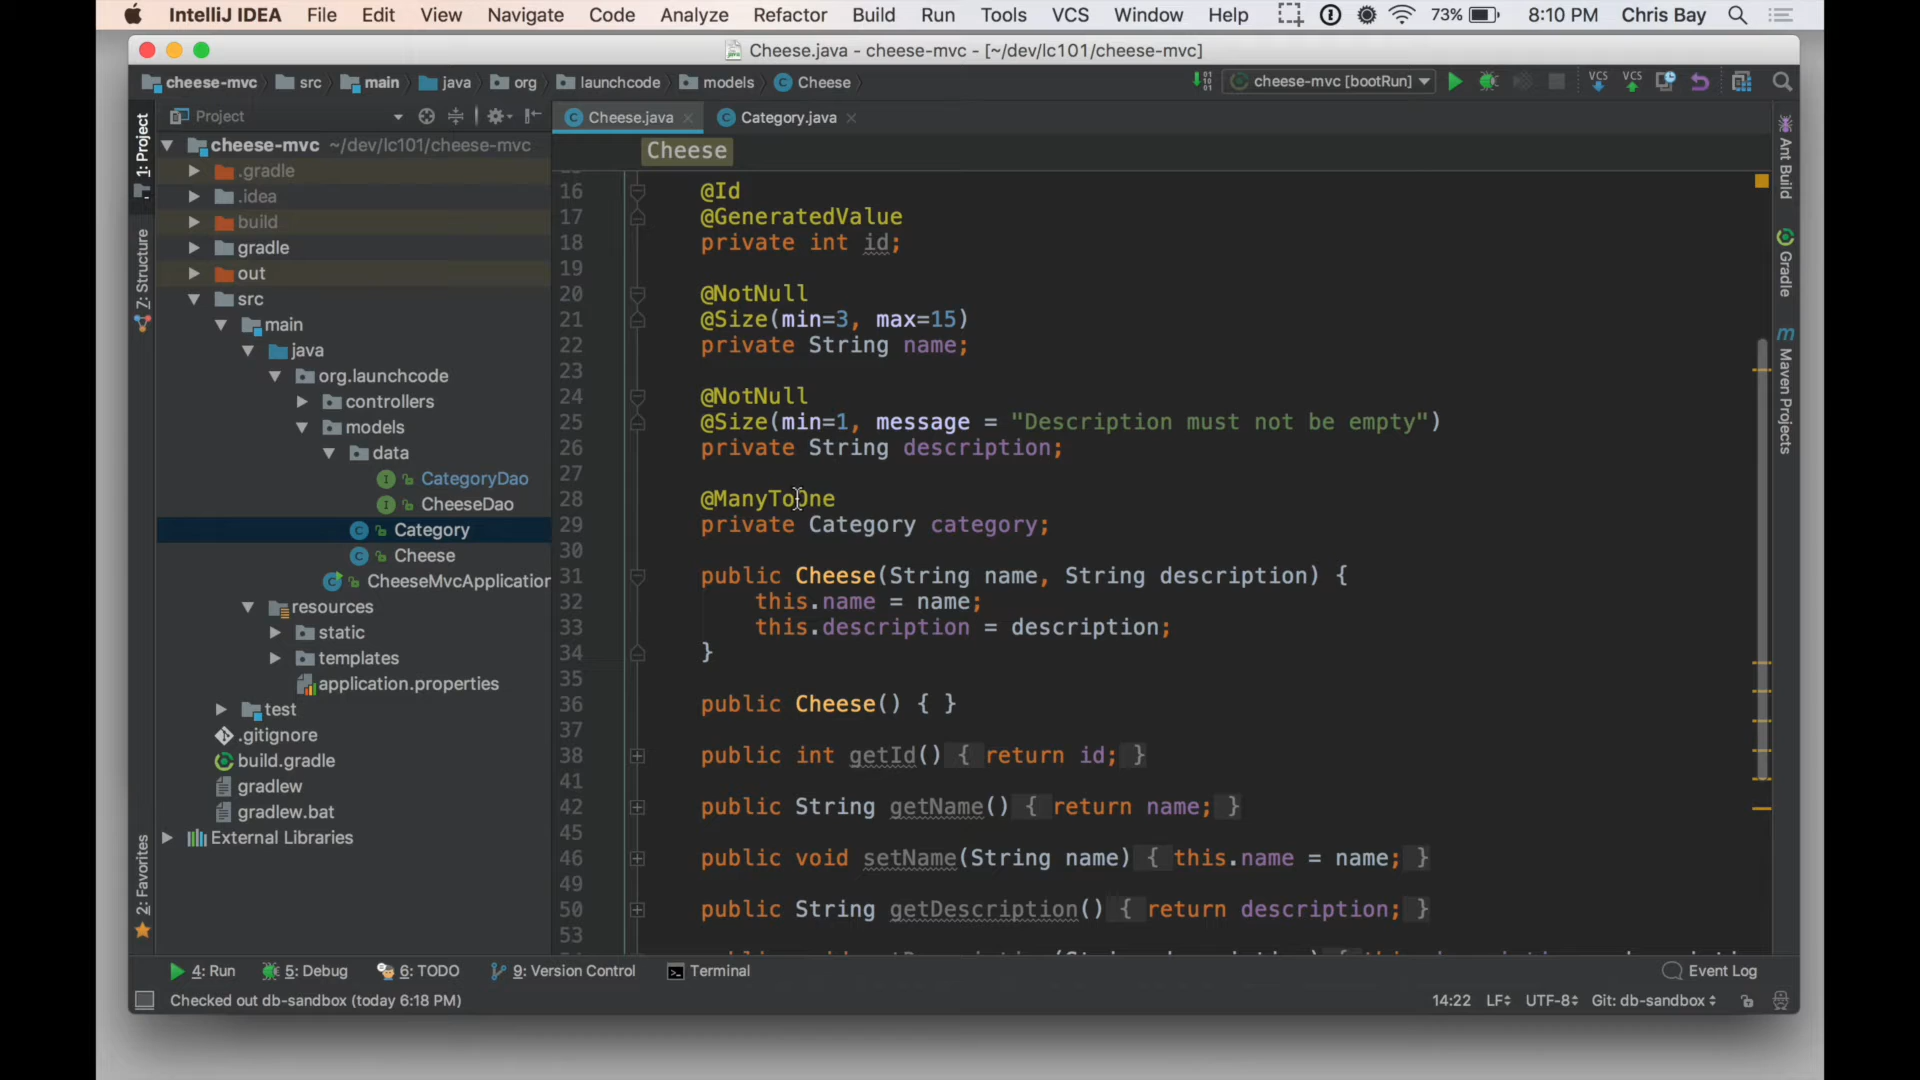 IntelliJ IDEA File Edit View Navigate Code Analyze Refactor Build Run Tools VCS Window Help 73% 8:10 PM Chris Bay
Cheese.java - cheese-mvc - [~/dev/lc101/cheese-mvc]
cheese-mvc src main java org launchcode models Cheese cheese-mvc [bootRun] VCS VCS
Project Cheese.java Category.java
Cheese
1: Project
7: Structure
2: Favorites
cheese-mvc ~/dev/lc101/cheese-mvc
.gradle
.idea
build
gradle
out
src
main
java
org.launchcode
controllers
models
data
CategoryDao
CheeseDao
Category
Cheese
CheeseMvcApplication
resources
static
templates
application.properties
test
.gitignore
build.gradle
gradlew
gradlew.bat
External Libraries
16 @Id
17 @GeneratedValue
18 private int id;
19
20 @NotNull
21 @Size(min=3, max=15)
22 private String name;
23
24 @NotNull
25 @Size(min=1, message = "Description must not be empty")
26 private String description;
27
28 @ManyToOne
29 private Category category;
30
31 public Cheese(String name, String description) {
32 this.name = name;
33 this.description = description;
34 }
35
36 public Cheese() { }
37
38 public int getId() { return id; }
41
42 public String getName() { return name; }
45
46 public void setName(String name) { this.name = name; }
49
50 public String getDescription() { return description; }
53
Ant Build
Gradle
Maven Projects
4: Run 5: Debug 6: TODO 9: Version Control Terminal Event Log
Checked out db-sandbox (today 6:18 PM) 14:22 LF UTF-8 Git: db-sandbox